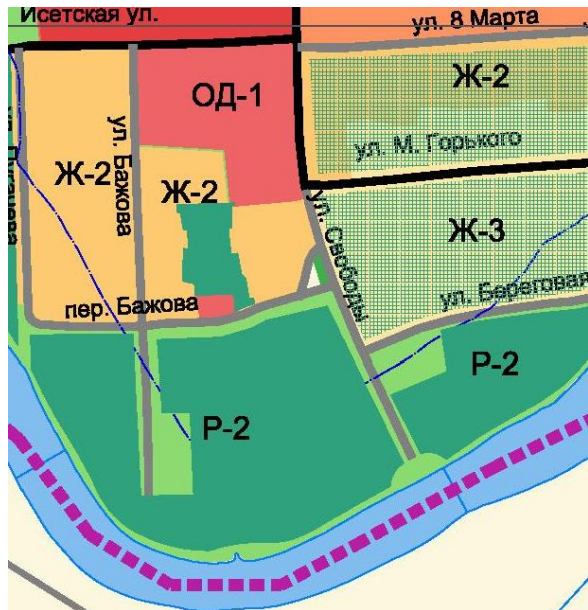 Исетская ул.
ул. 8 Марта
Ж-2
ОД-1
ул. М. Горького
ул. Бажова
Ж-2
Ж-2
ул. Свободы
Ж-3
ул. Береговая
пер. Бажова
Р-2
Р-2